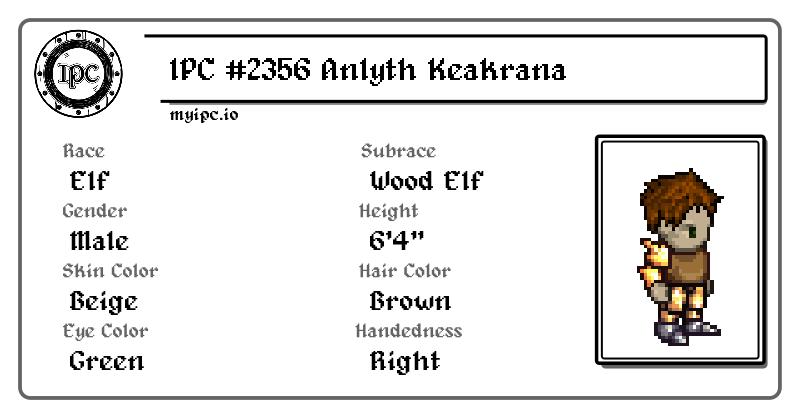 IPC
IPC #2356 Anlyth Keakrana
myipc.io
Race
Elf
Subrace
Wood Elf
Gender
Male
Height
6'4"
Skin Color
Beige
Hair Color
Brown
Eye Color
Green
Handedness
Right